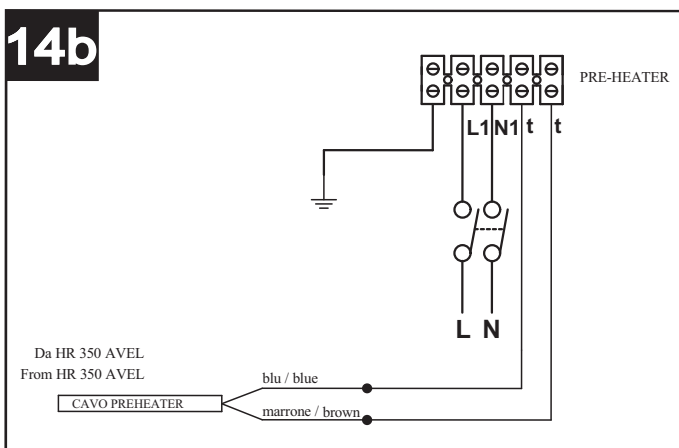 14b
PRE-HEATER
L1 N1 t t
L N
Da HR 350 AVEL
From HR 350 AVEL
blu / blue
CAVO PREHEATER
marrone / brown